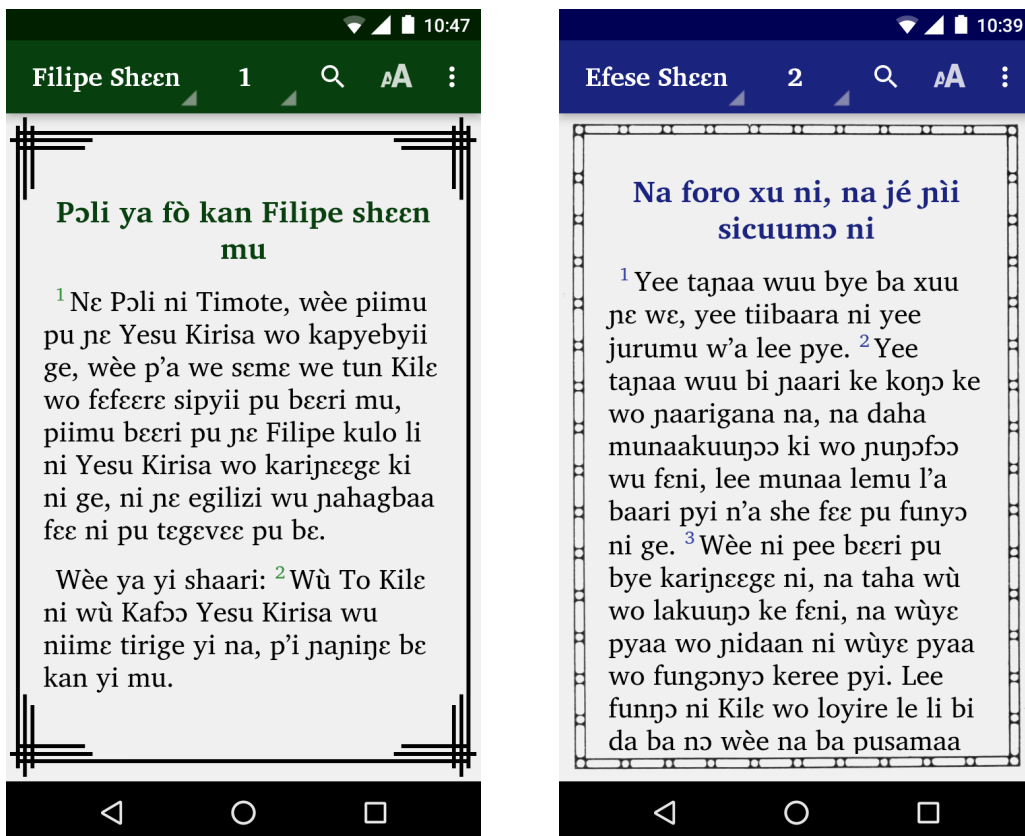 10:47
Filipe Shɛɛn 1
Pɔli ya fò kan Filipe shɛɛn
mu
1 Nɛ Pɔli ni Timote, wèe piimu
pu ɲɛ Yesu Kirisa wo kapyebyii
ge, wèe p’a we sɛmɛ we tun Kilɛ
wo fɛfɛɛrɛ sipyii pu bɛɛri mu,
piimu bɛɛri pu ɲɛ Filipe kulo li
ni Yesu Kirisa wo kariɲɛɛgɛ ki
ni ge, ni ɲɛ egilizi wu ɲahagbaa
fɛɛ ni pu tɛgɛvɛɛ pu bɛ.
Wèe ya yi shaari: 2 Wù To Kilɛ
ni wù Kafɔɔ Yesu Kirisa wu
niimɛ tirige yi na, p’i ɲaɲiŋɛ bɛ
kan yi mu.
10:39
Efese Shɛɛn 2
Na foro xu ni, na jé ɲìi
sicuumɔ ni
1 Yee taɲaa wuu bye ba xuu
ɲɛ wɛ, yee tiibaara ni yee
jurumu w’a lee pye. 2 Yee
taɲaa wuu bi ɲaari ke koŋɔ ke
wo ɲaarigana na, na daha
munaakuuŋɔɔ ki wo ɲuŋɔfɔɔ
wu fɛni, lee munaa lemu l’a
baari pyi n’a she fɛɛ pu funyɔ
ni ge. 3 Wèe ni pee bɛɛri pu
bye kariɲɛɛgɛ ni, na taha wù
wo lakuuŋɔ ke fɛni, na wùyɛ
pyaa wo ɲidaan ni wùyɛ pyaa
wo fungɔnyɔ keree pyi. Lee
funŋɔ ni Kilɛ wo loyire le li bi
da ba nɔ wèe na ba pusamaa